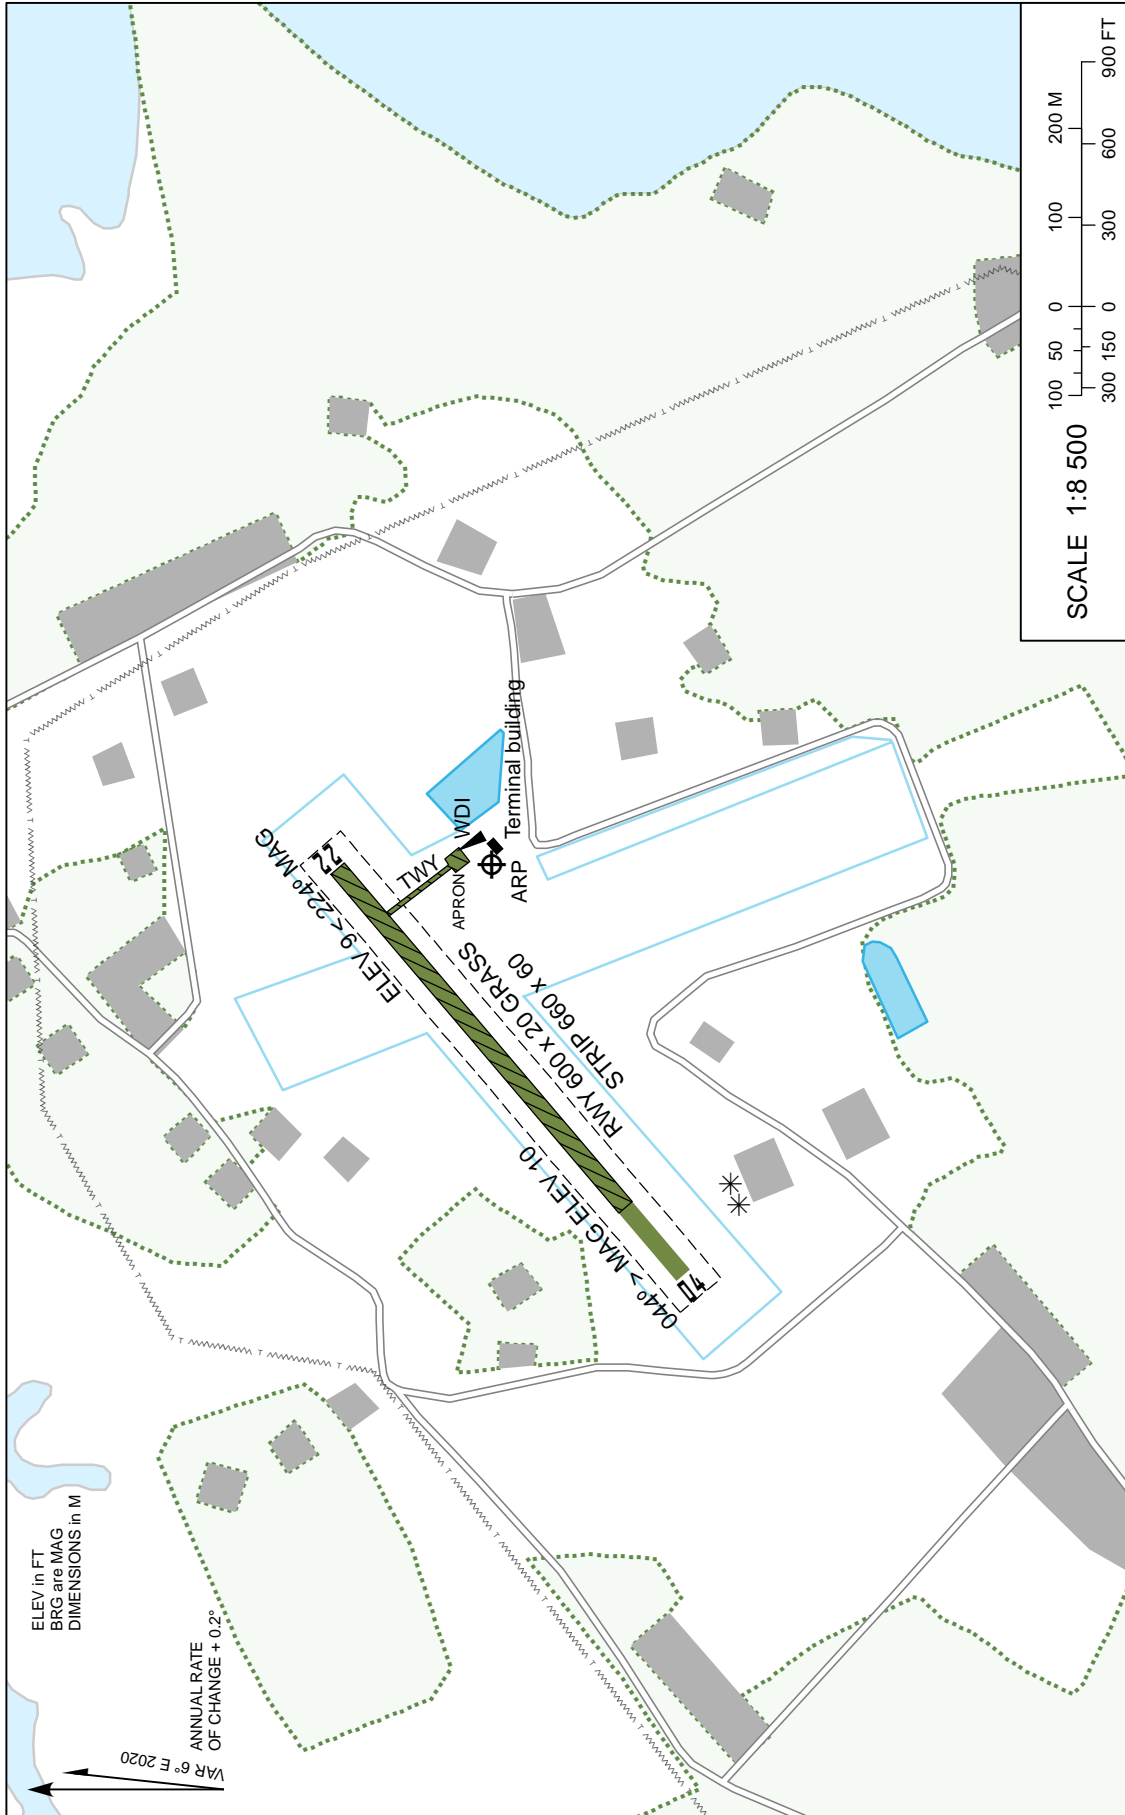 ELEV in FT
BRG are MAG
DIMENSIONS in M
VAR 6° E 2020
ANNUAL RATE
OF CHANGE + 0.2°
22
ELEV 9 < 224° MAG
TWY
APRON
WDI
ARP
Terminal building
RWY 600 x 20 GRASS
STRIP 660 x 60
044° > MAG ELEV 10
04
SCALE 1:8 500
100 50 0 100 200 M
300 150 0 300 600 900 FT
T T T T T T T T T T T T T T T T T T T T T T T T T T T T T T T T T T